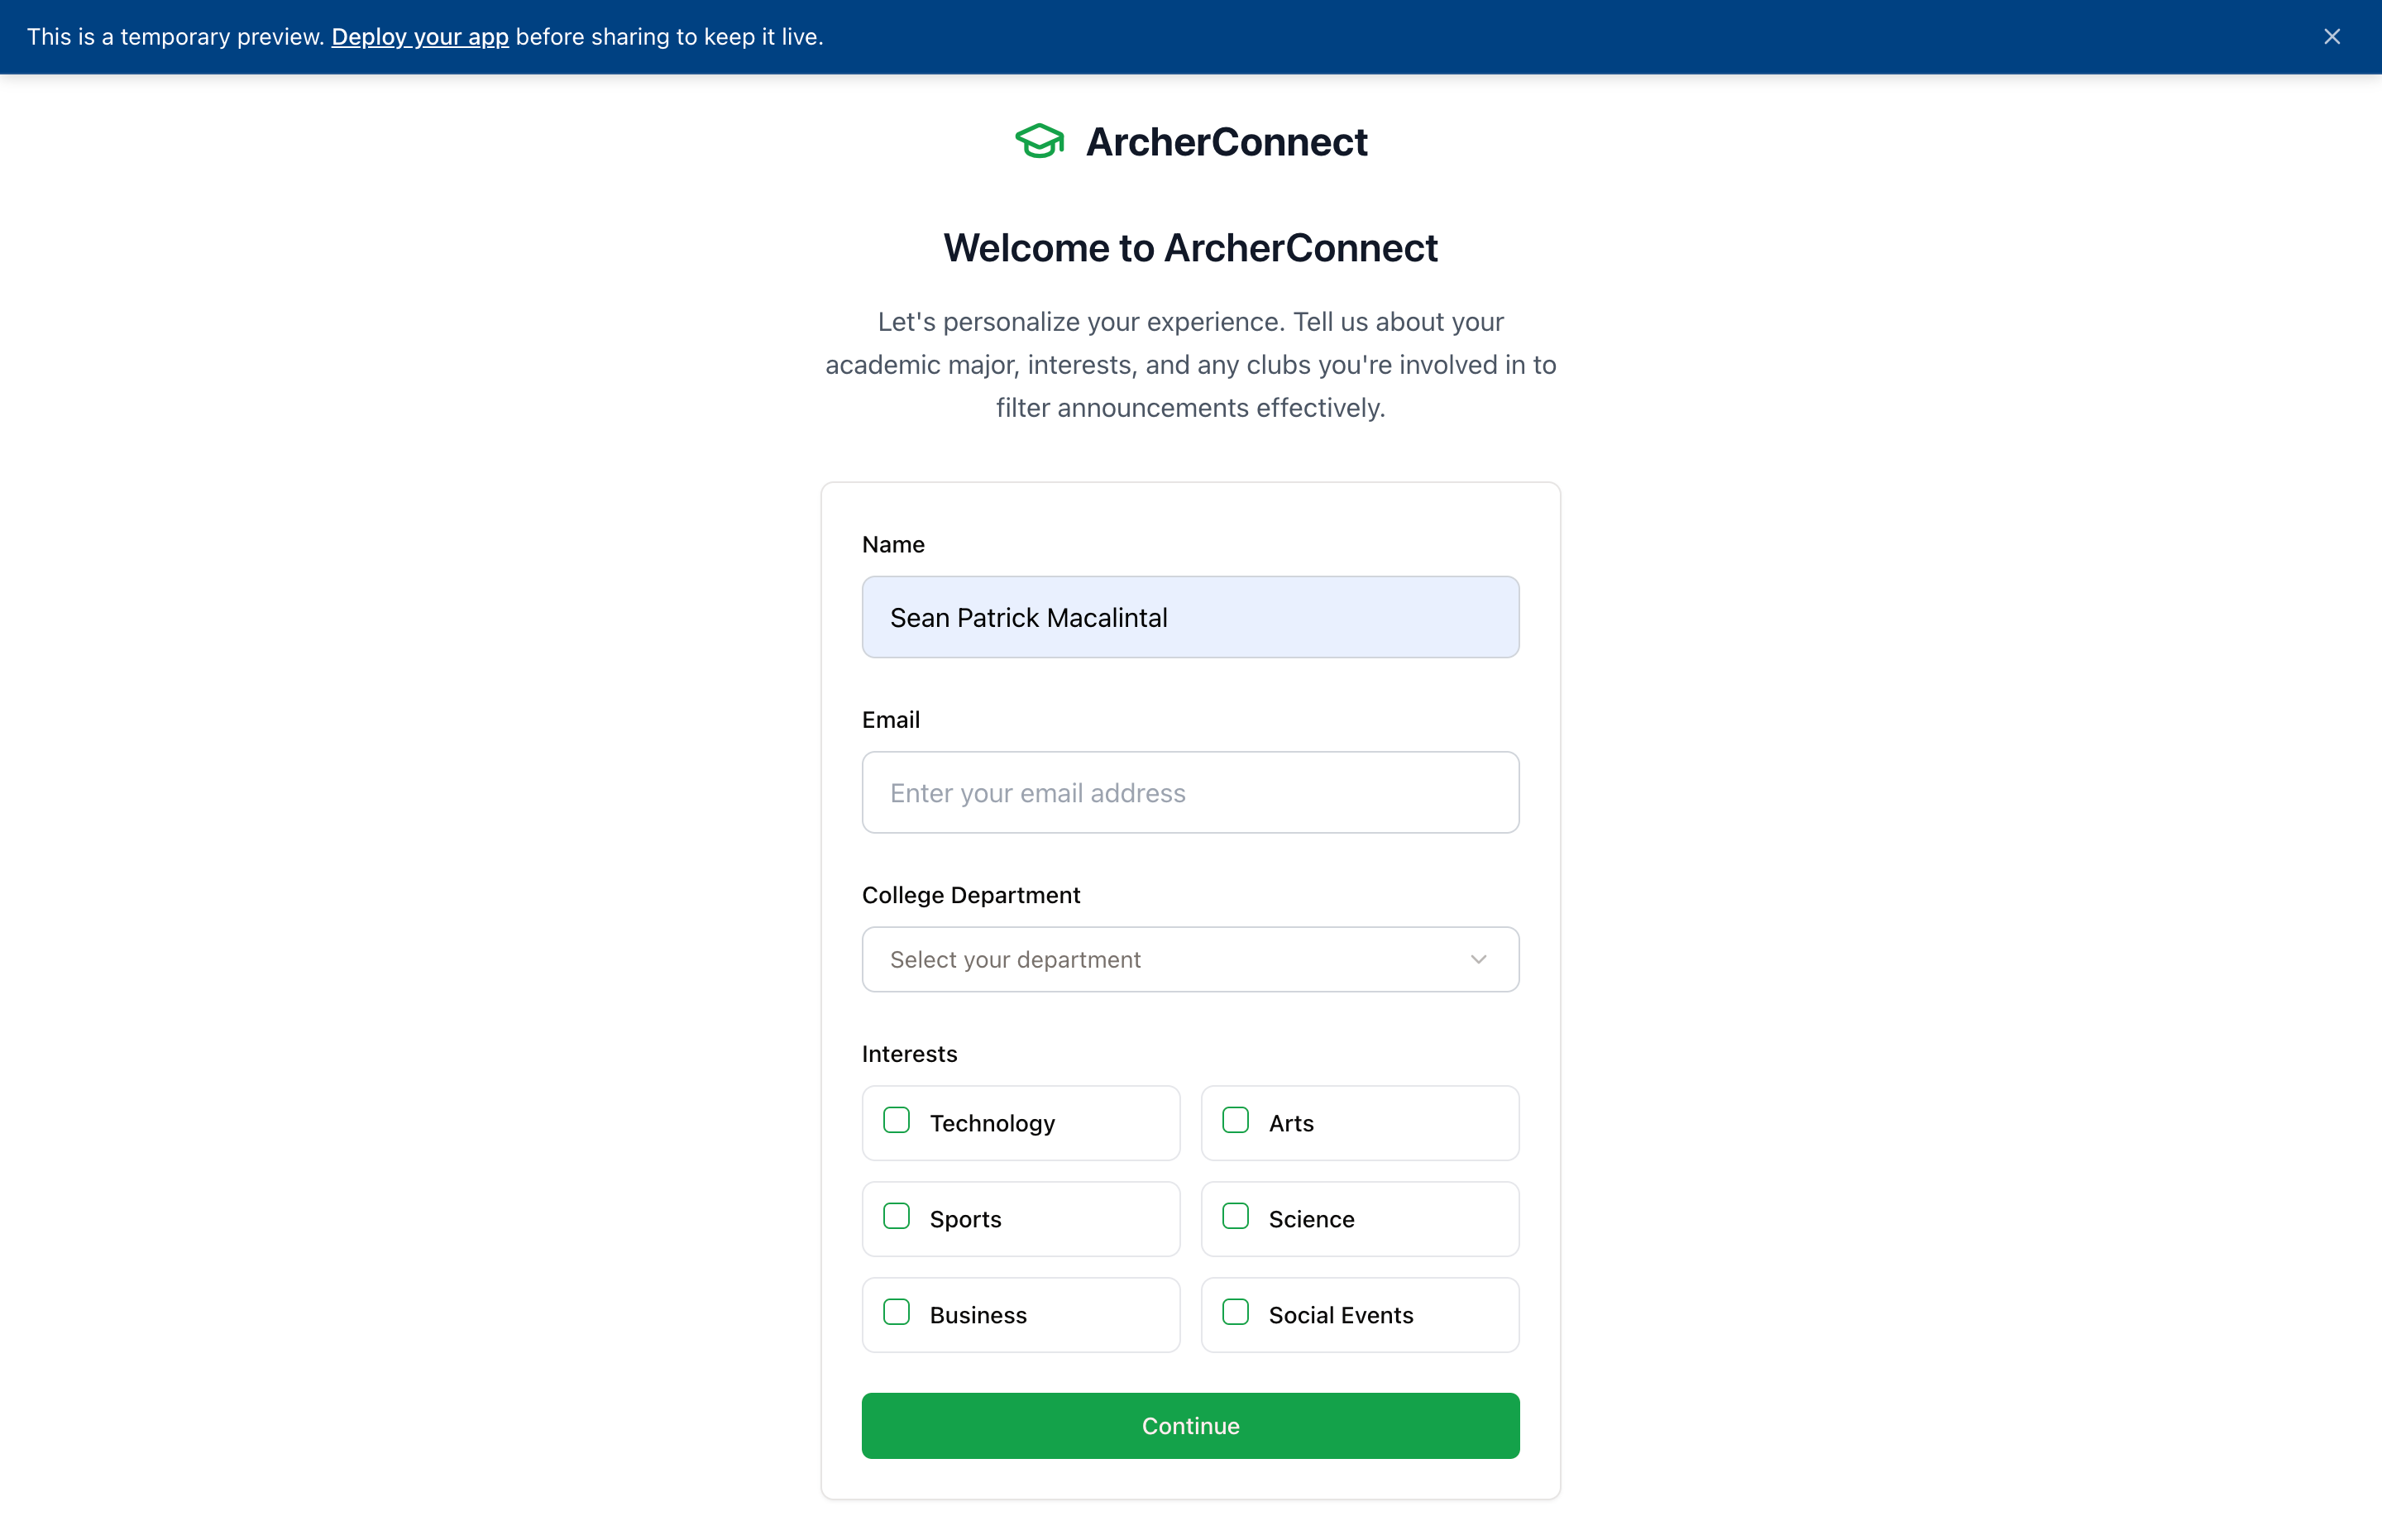 This is a temporary preview. Deploy your app before sharing to keep it live.
ArcherConnect
Welcome to ArcherConnect
Let's personalize your experience. Tell us about your
academic major, interests, and any clubs you're involved in to
filter announcements effectively.
Name
Sean Patrick Macalintal
Email
Enter your email address
College Department
Select your department
Interests
Technology
Arts
Sports
Science
Business
Social Events
Continue